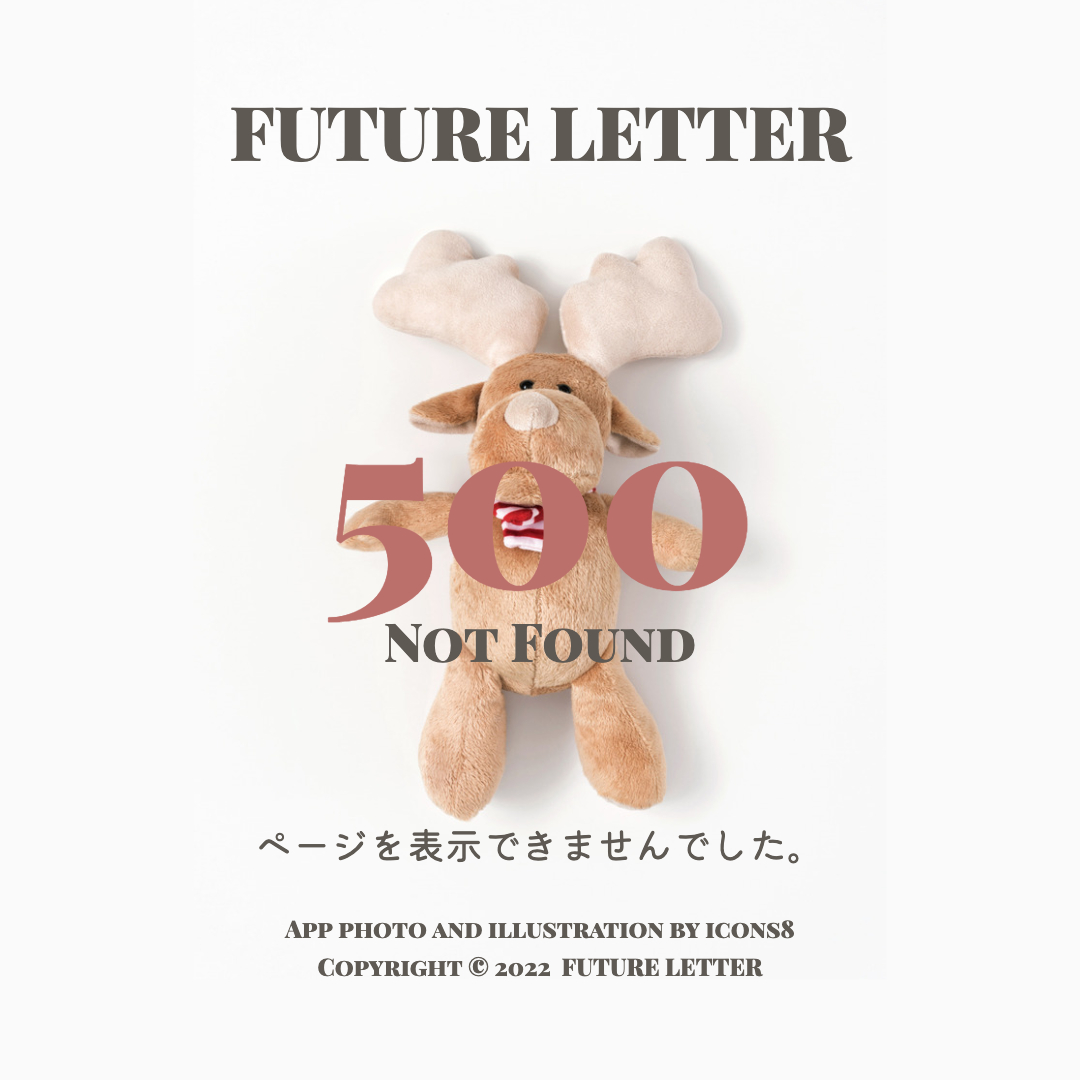 FUTURE LETTER
500
Not Found
ページを表示できませんでした。
App photo and illustration by icons8
Copyright © 2022 FUTURE LETTER